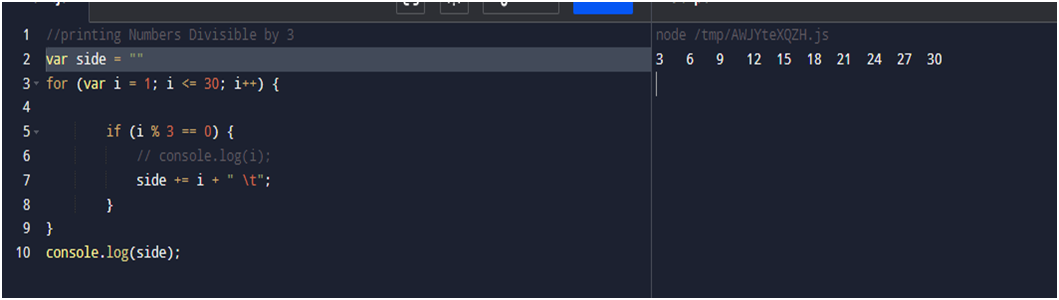 1 //printing Numbers Divisible by 3
2 var side = ""
3 for (var i = 1; i <= 30; i++) {
4
5 if (i % 3 == 0) {
6 // console.log(i);
7 side += i + " \t";
8 }
9 }
10 console.log(side);
node /tmp/AWJYteXQZH.js
3 6 9 12 15 18 21 24 27 30